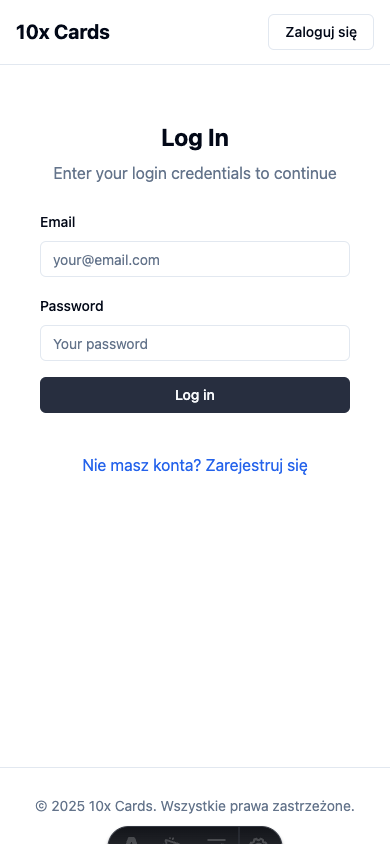 10x Cards
Zaloguj się
Log In
Enter your login credentials to continue
Email
your@email.com
Password
Your password
Log in
Nie masz konta? Zarejestruj się
© 2025 10x Cards. Wszystkie prawa zastrzeżone.